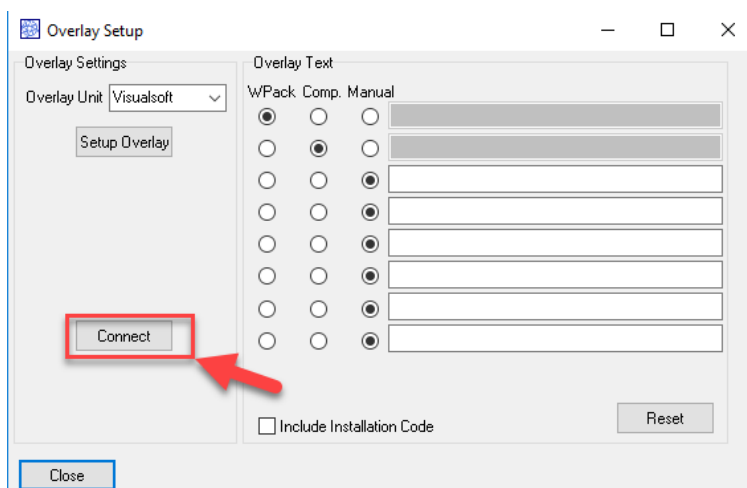 Overlay Setup
Overlay Settings
Overlay Text
Overlay Unit Visualsoft
WPack Comp. Manual
Setup Overlay
Connect
Include Installation Code
Reset
Close